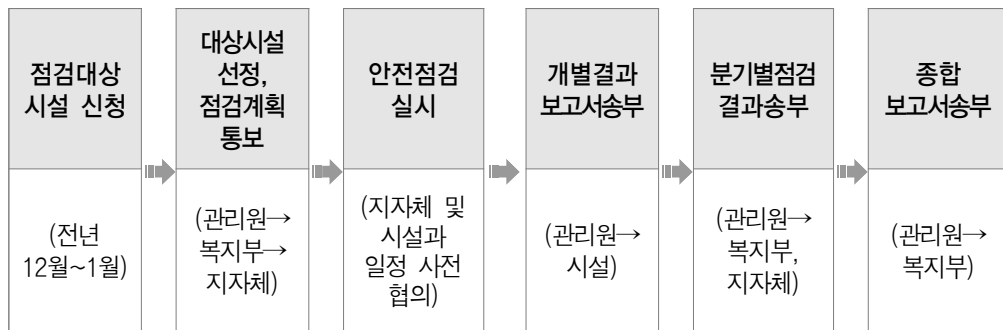 점검대상
시설 신청
(전년
12월~1월)
대상시설
선정,
점검계획
통보
(관리원→
복지부→
지자체)
안전점검
실시
(지자체 및
시설과
일정 사전
협의)
개별결과
보고서송부
(관리원→
시설)
분기별점검
결과송부
(관리원→
복지부,
지자체)
종합
보고서송부
(관리원→
복지부)